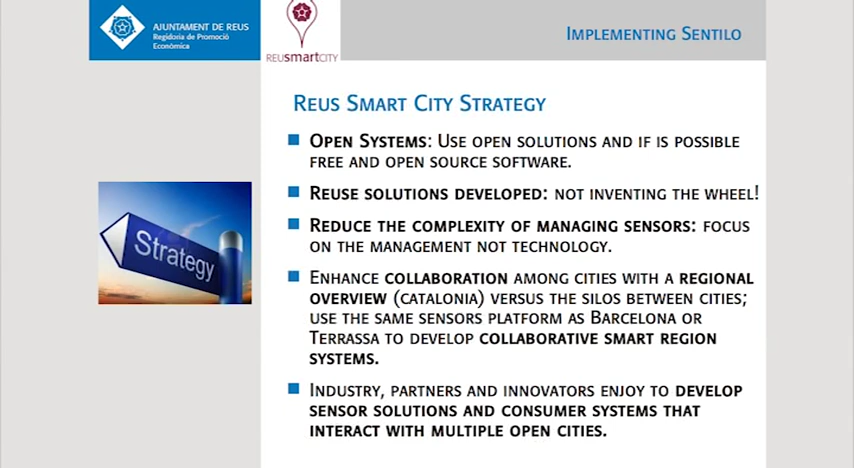 AJUNTAMENT DE REUS
Regidoria de Promoció
Econòmica
REUSmartCITY
Implementing Sentilo
Reus Smart City Strategy
Open Systems: Use open solutions and if is possible
free and open source software.
Reuse solutions developed: not inventing the wheel!
Reduce the complexity of managing sensors: focus
on the management not technology.
Strategy
Enhance collaboration among cities with a regional
overview (Catalonia) versus the silos between cities;
use the same sensors platform as Barcelona or
Terrassa to develop collaborative smart region
systems.
Industry, partners and innovators enjoy to develop
sensor solutions and consumer systems that
interact with multiple open cities.